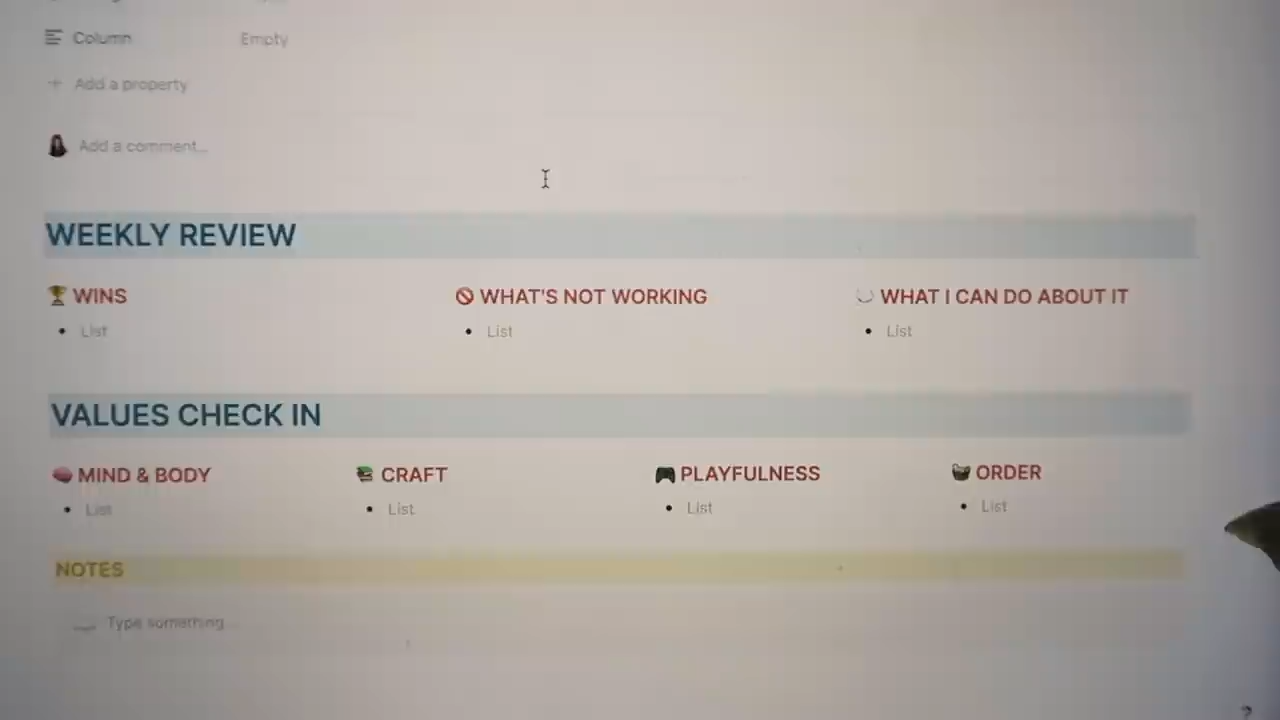 Column Empty
+ Add a property
Add a comment...
WEEKLY REVIEW
🏆 WINS 🚫 WHAT'S NOT WORKING WHAT I CAN DO ABOUT IT
• List • List • List
VALUES CHECK IN
🧠 MIND & BODY 📚 CRAFT 🎮 PLAYFULNESS 🧺 ORDER
• List • List • List • List
NOTES
Type something...
?